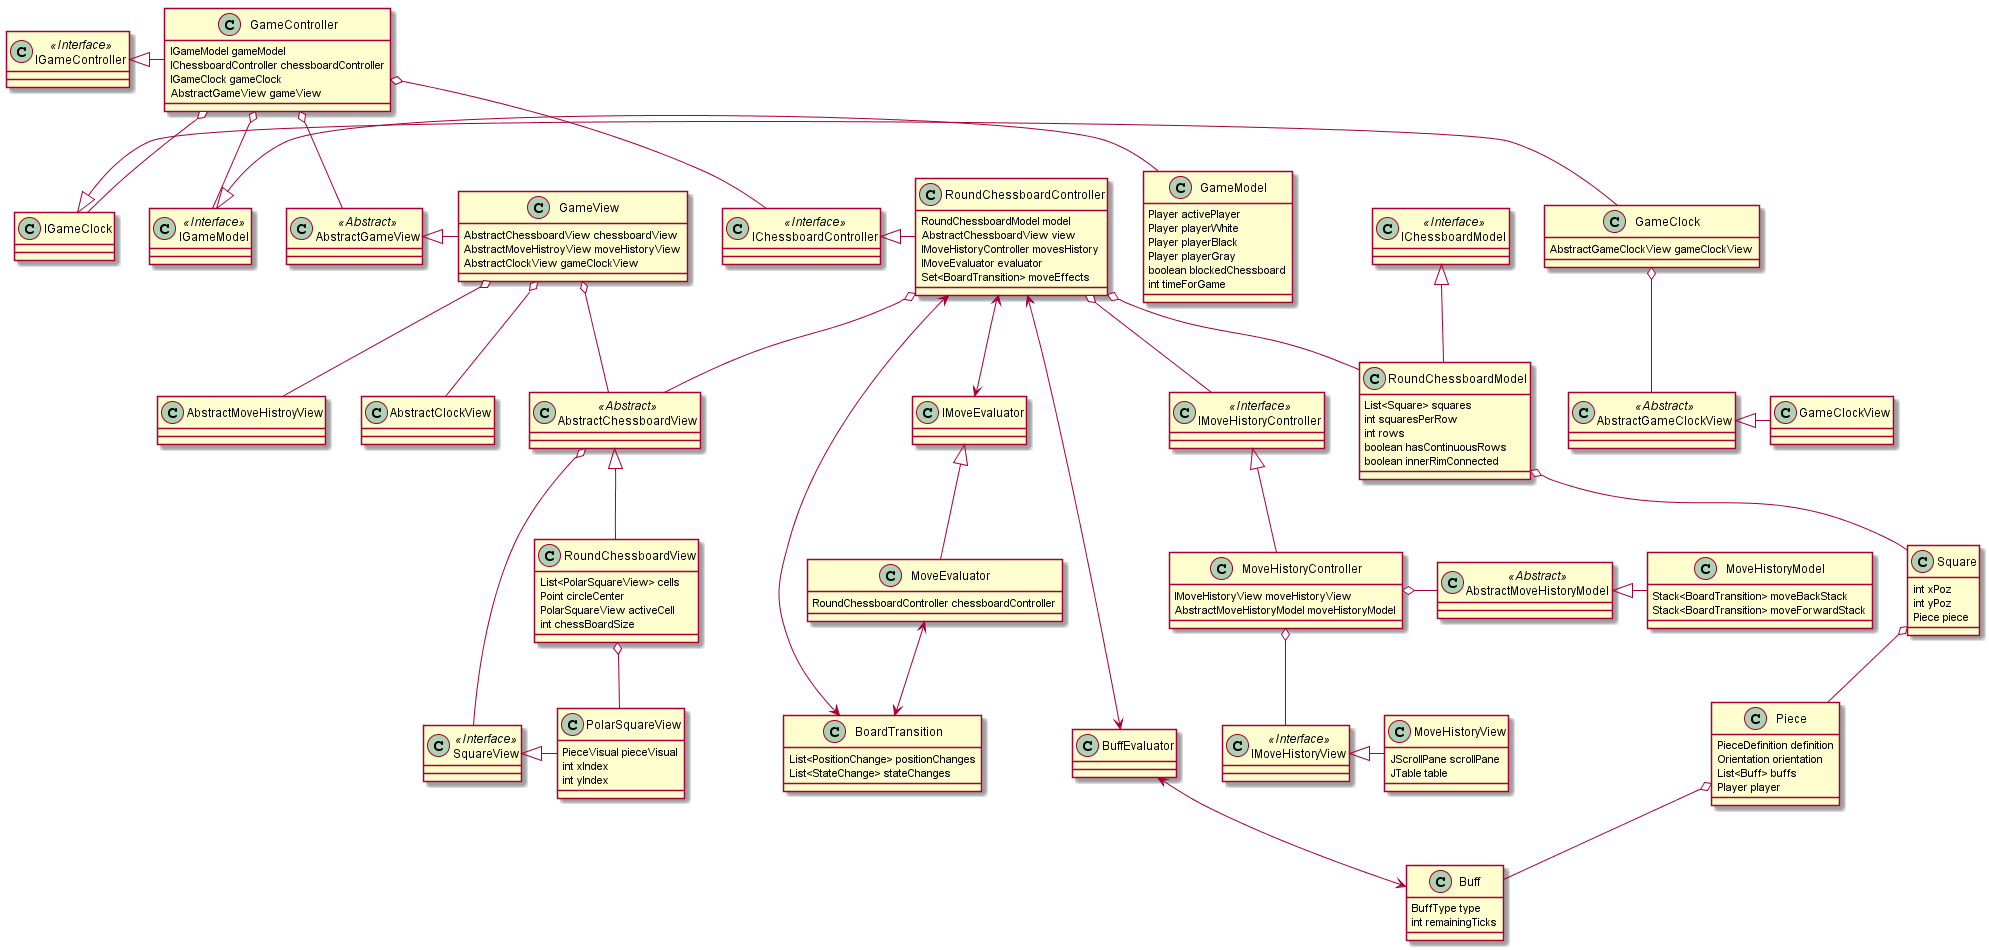 C GameController
IGameModel gameModel
IChessboardController chessboardController
IGameClock gameClock
AbstractGameView gameView
C «Interface»
IGameController
C IGameClock
C «Interface»
IGameModel
C «Abstract»
AbstractGameView
C GameView
AbstractChessboardView chessboardView
AbstractMoveHistroyView moveHistoryView
AbstractClockView gameClockView
C «Interface»
IChessboardController
C RoundChessboardController
RoundChessboardModel model
AbstractChessboardView view
IMoveHistoryController movesHistory
IMoveEvaluator evaluator
Set<BoardTransition> moveEffects
C GameModel
Player activePlayer
Player playerWhite
Player playerBlack
Player playerGray
boolean blockedChessboard
int timeForGame
C «Interface»
IChessboardModel
C GameClock
AbstractGameClockView gameClockView
C AbstractMoveHistroyView
C AbstractClockView
C «Abstract»
AbstractChessboardView
C IMoveEvaluator
C «Interface»
IMoveHistoryController
C RoundChessboardModel
List<Square> squares
int squaresPerRow
int rows
boolean hasContinuousRows
boolean innerRimConnected
C «Abstract»
AbstractGameClockView
C GameClockView
C RoundChessboardView
List<PolarSquareView> cells
Point circleCenter
PolarSquareView activeCell
int chessBoardSize
C MoveEvaluator
RoundChessboardController chessboardController
C MoveHistoryController
IMoveHistoryView moveHistoryView
AbstractMoveHistoryModel moveHistoryModel
C «Abstract»
AbstractMoveHistoryModel
C MoveHistoryModel
Stack<BoardTransition> moveBackStack
Stack<BoardTransition> moveForwardStack
C Square
int xPoz
int yPoz
Piece piece
C «Interface»
SquareView
C PolarSquareView
PieceVisual pieceVisual
int xIndex
int yIndex
C BoardTransition
List<PositionChange> positionChanges
List<StateChange> stateChanges
C BuffEvaluator
C «Interface»
IMoveHistoryView
C MoveHistoryView
JScrollPane scrollPane
JTable table
C Piece
PieceDefinition definition
Orientation orientation
List<Buff> buffs
Player player
C Buff
BuffType type
int remainingTicks